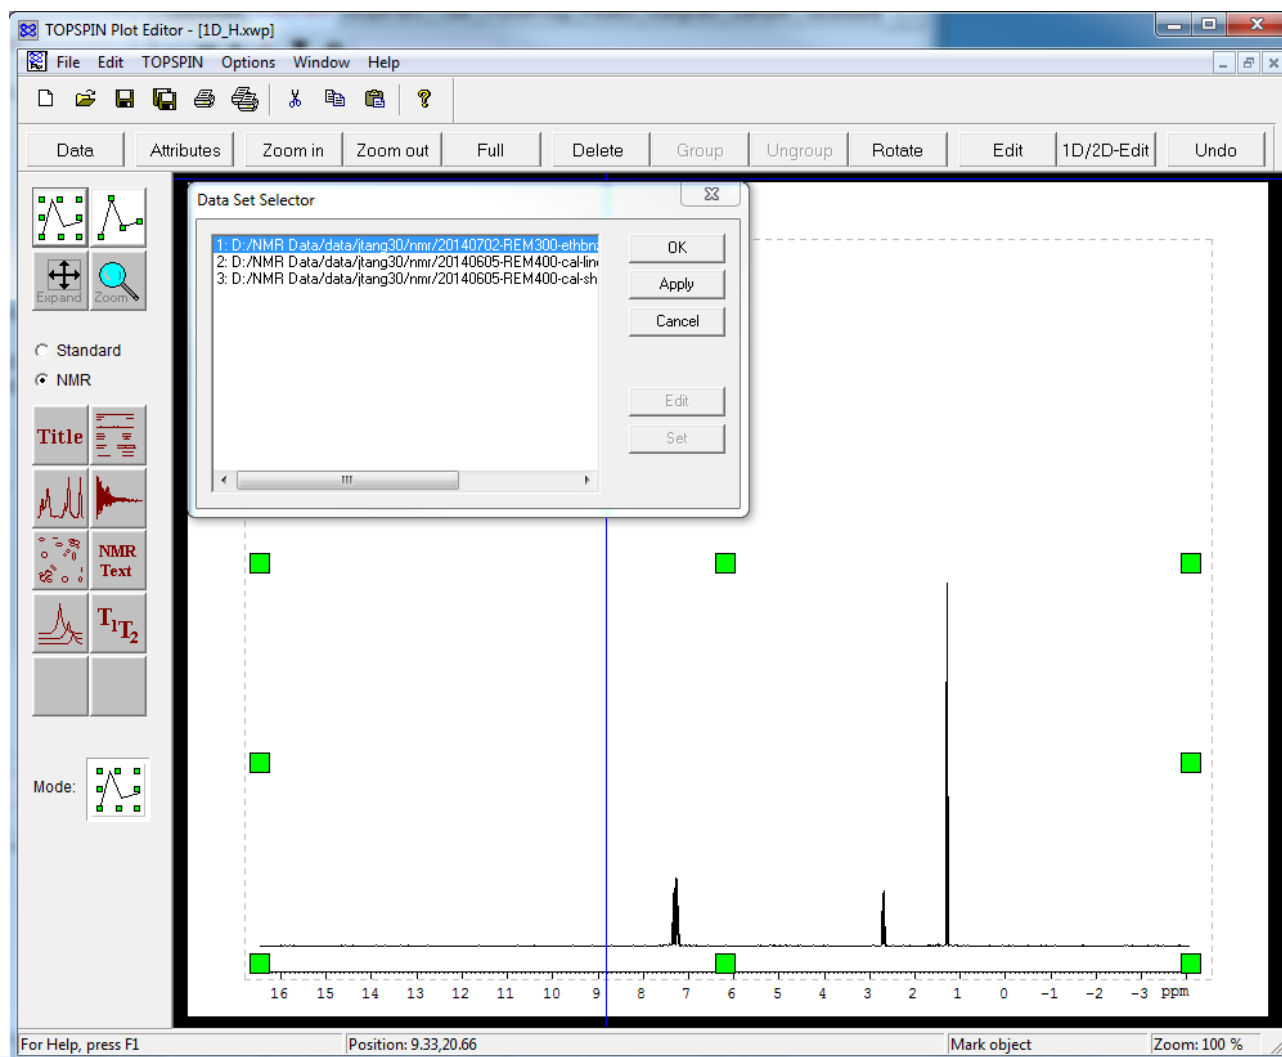 TOPSPIN Plot Editor - [1D_H.xwp]
File Edit TOPSPIN Options Window Help
Data Attributes Zoom in Zoom out Full Delete Group Ungroup Rotate Edit 1D/2D-Edit Undo
Data Set Selector
1: D:/NMR Data/data/jtang30/nmr/20140702-REM300-ethbn
2: D:/NMR Data/data/jtang30/nmr/20140605-REM400-cal-lin
3: D:/NMR Data/data/jtang30/nmr/20140605-REM400-cal-sh
OK
Apply
Cancel
Edit
Set
Expand Zoom
Standard
NMR
Title
NMR
Text
T1T2
Mode:
16 15 14 13 12 11 10 9 8 7 6 5 4 3 2 1 0 -1 -2 -3 ppm
For Help, press F1 Position: 9.33,20.66 Mark object Zoom: 100 %